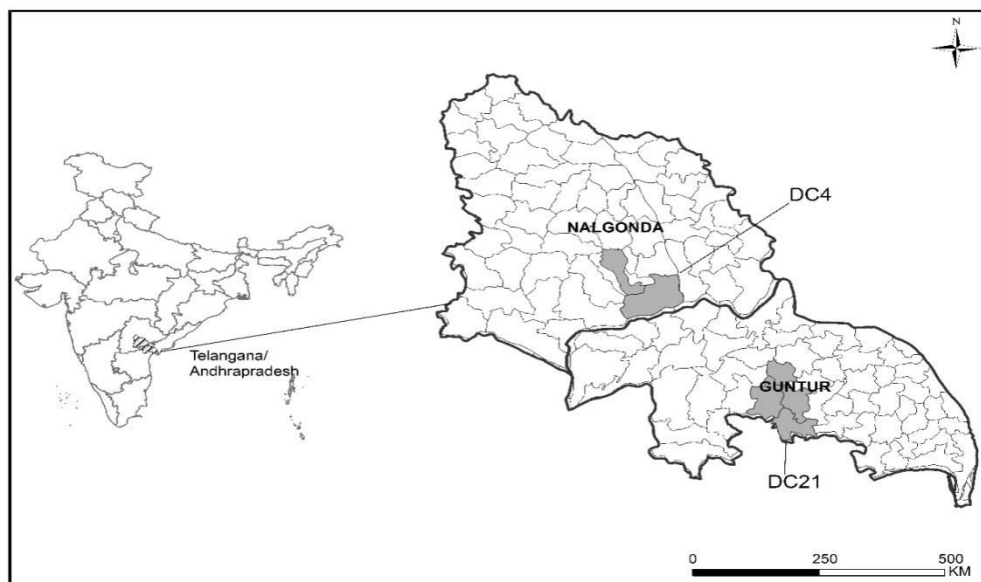 N
DC4
NALGONDA
Telangana/
Andhrapradesh
GUNTUR
DC21
0 250 500
KM